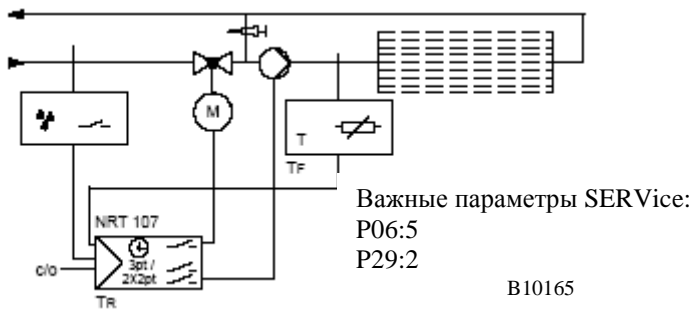 M
T
TF
NRT 107
3pt /
2X2pt
c/o
TR
Важные параметры SERVice:
P06:5
P29:2
B10165